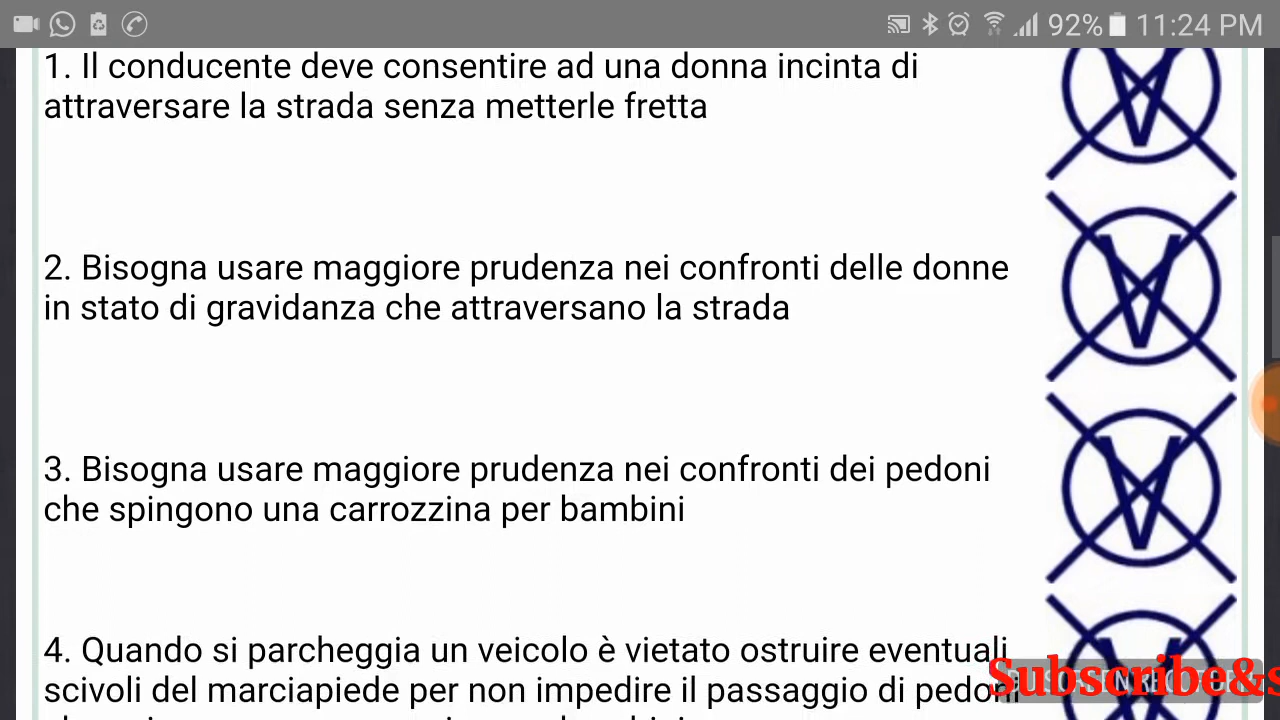 92% 11:24 PM
1. Il conducente deve consentire ad una donna incinta di
attraversare la strada senza metterle fretta
V
2. Bisogna usare maggiore prudenza nei confronti delle donne
in stato di gravidanza che attraversano la strada
V
3. Bisogna usare maggiore prudenza nei confronti dei pedoni
che spingono una carrozzina per bambini
V
4. Quando si parcheggia un veicolo è vietato ostruire eventuali
scivoli del marciapiede per non impedire il passaggio di pedoni
V
Subscribe&s